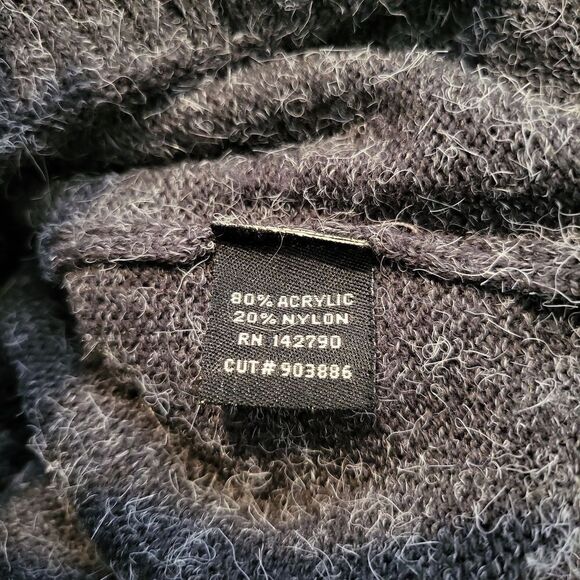 80% ACRYLIC
20% NYLON
RN 142790
CUT# 903886